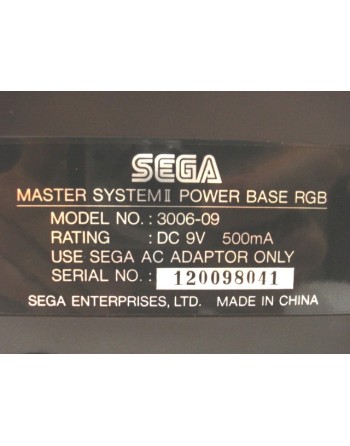 SEGA
MASTER SYSTEM II POWER BASE RGB
MODEL NO. : 3006-09
RATING : DC 9V 500mA
USE SEGA AC ADAPTOR ONLY
SERIAL NO. : 120098041
SEGA ENTERPRISES, LTD. MADE IN CHINA